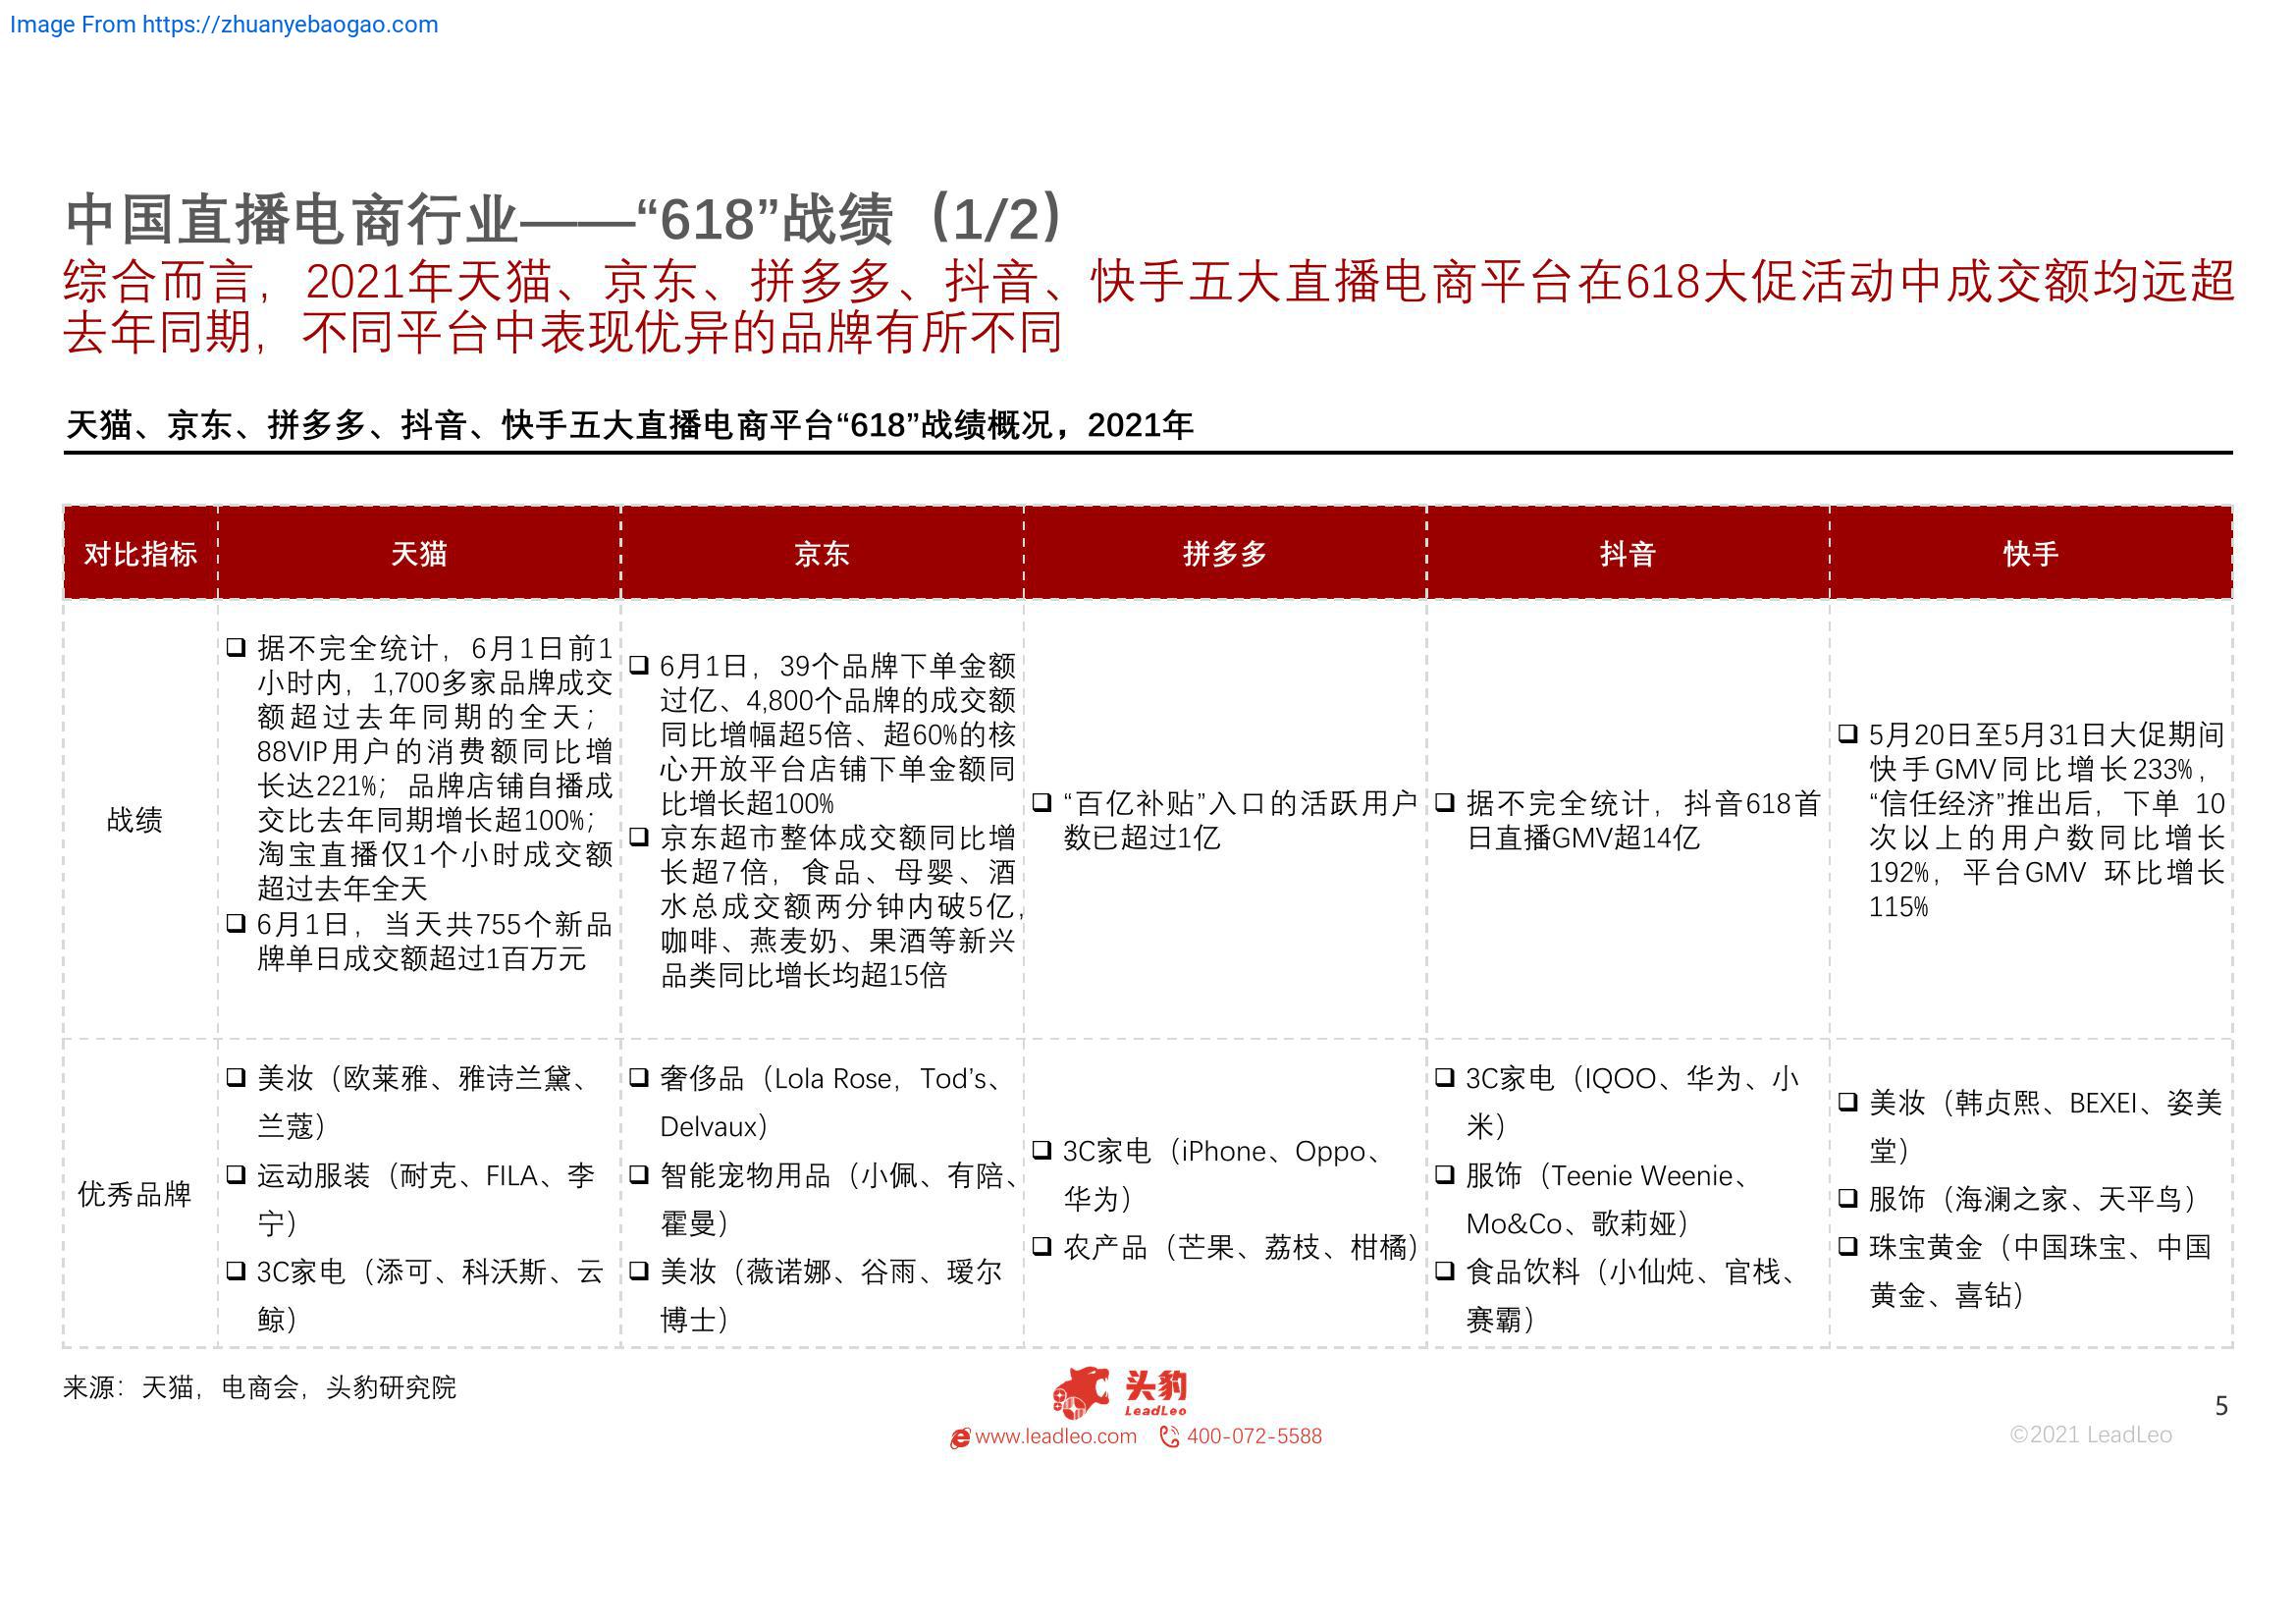 Image From https://zhuanyebaogao.com
中国直播电商行业——“618”战绩（1/2）
综合而言，2021年天猫、京东、拼多多、抖音、快手五大直播电商平台在618大促活动中成交额均远超
去年同期，不同平台中表现优异的品牌有所不同
天猫、京东、拼多多、抖音、快手五大直播电商平台“618”战绩概况，2021年
对比指标
天猫
京东
拼多多
抖音
快手
战绩
❑ 据不完全统计，6月1日前1
小时内，1,700多家品牌成交
额超过去年同期的全天；
88VIP用户的消费额同比增
长达221%；品牌店铺自播成
交比去年同期增长超100%；
淘宝直播仅1个小时成交额
超过去年全天
❑ 6月1日，当天共755个新品
牌单日成交额超过1百万元
❑ 6月1日，39个品牌下单金额
过亿、4,800个品牌的成交额
同比增幅超5倍、超60%的核
心开放平台店铺下单金额同
比增长超100%
❑ 京东超市整体成交额同比增
长超7倍，食品、母婴、酒
水总成交额两分钟内破5亿，
咖啡、燕麦奶、果酒等新兴
品类同比增长均超15倍
❑ “百亿补贴”入口的活跃用户
数已超过1亿
❑ 据不完全统计，抖音618首
日直播GMV超14亿
❑ 5月20日至5月31日大促期间
快手GMV同比增长233%，
“信任经济”推出后，下单 10
次以上的用户数同比增长
192%，平台GMV 环比增长
115%
优秀品牌
❑ 美妆（欧莱雅、雅诗兰黛、
兰蔻）
❑ 运动服装（耐克、FILA、李
宁）
❑ 3C家电（添可、科沃斯、云
鲸）
❑ 奢侈品（Lola Rose，Tod’s、
Delvaux）
❑ 智能宠物用品（小佩、有陪、
霍曼）
❑ 美妆（薇诺娜、谷雨、瑷尔
博士）
❑ 3C家电（iPhone、Oppo、
华为）
❑ 农产品（芒果、荔枝、柑橘）
❑ 3C家电（IQOO、华为、小
米）
❑ 服饰（Teenie Weenie、
Mo&Co、歌莉娅）
❑ 食品饮料（小仙炖、官栈、
赛霸）
❑ 美妆（韩贞熙、BEXEI、姿美
堂）
❑ 服饰（海澜之家、天平鸟）
❑ 珠宝黄金（中国珠宝、中国
黄金、喜钻）
来源：天猫，电商会，头豹研究院
头豹
LeadLeo
www.leadleo.com 400-072-5588
5
©2021 LeadLeo